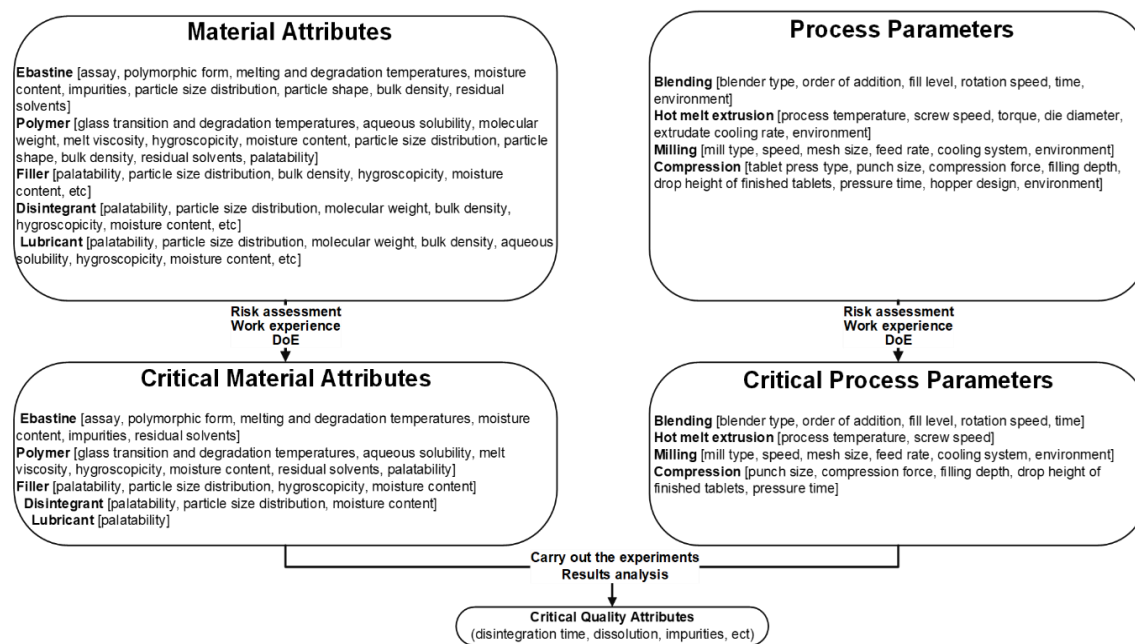 Material Attributes
Ebastine [assay, polymorphic form, melting and degradation temperatures, moisture
content, impurities, particle size distribution, particle shape, bulk density, residual
solvents]
Polymer [glass transition and degradation temperatures, aqueous solubility, molecular
weight, melt viscosity, hygroscopicity, moisture content, particle size distribution, particle
shape, bulk density, residual solvents, palatability]
Filler [palatability, particle size distribution, bulk density, hygroscopicity, moisture
content, etc]
Disintegrant [palatability, particle size distribution, molecular weight, bulk density,
hygroscopicity, moisture content, etc]
Lubricant [palatability, particle size distribution, molecular weight, bulk density, aqueous
solubility, hygroscopicity, moisture content, etc]
Process Parameters
Blending [blender type, order of addition, fill level, rotation speed, time,
environment]
Hot melt extrusion [process temperature, screw speed, torque, die diameter,
extrudate cooling rate, environment]
Milling [mill type, speed, mesh size, feed rate, cooling system, environment]
Compression [tablet press type, punch size, compression force, filling depth,
drop height of finished tablets, pressure time, hopper design, environment]
Risk assessment
Work experience
DoE
Risk assessment
Work experience
DoE
Critical Material Attributes
Ebastine [assay, polymorphic form, melting and degradation temperatures, moisture
content, impurities, residual solvents]
Polymer [glass transition and degradation temperatures, aqueous solubility, melt
viscosity, hygroscopicity, moisture content, residual solvents, palatability]
Filler [palatability, particle size distribution, hygroscopicity, moisture content]
Disintegrant [palatability, particle size distribution, moisture content]
Lubricant [palatability]
Critical Process Parameters
Blending [blender type, order of addition, fill level, rotation speed, time]
Hot melt extrusion [process temperature, screw speed]
Milling [mill type, speed, mesh size, feed rate, cooling system, environment]
Compression [punch size, compression force, filling depth, drop height of
finished tablets, pressure time]
Carry out the experiments
Results analysis
Critical Quality Attributes
(disintegration time, dissolution, impurities, ect)